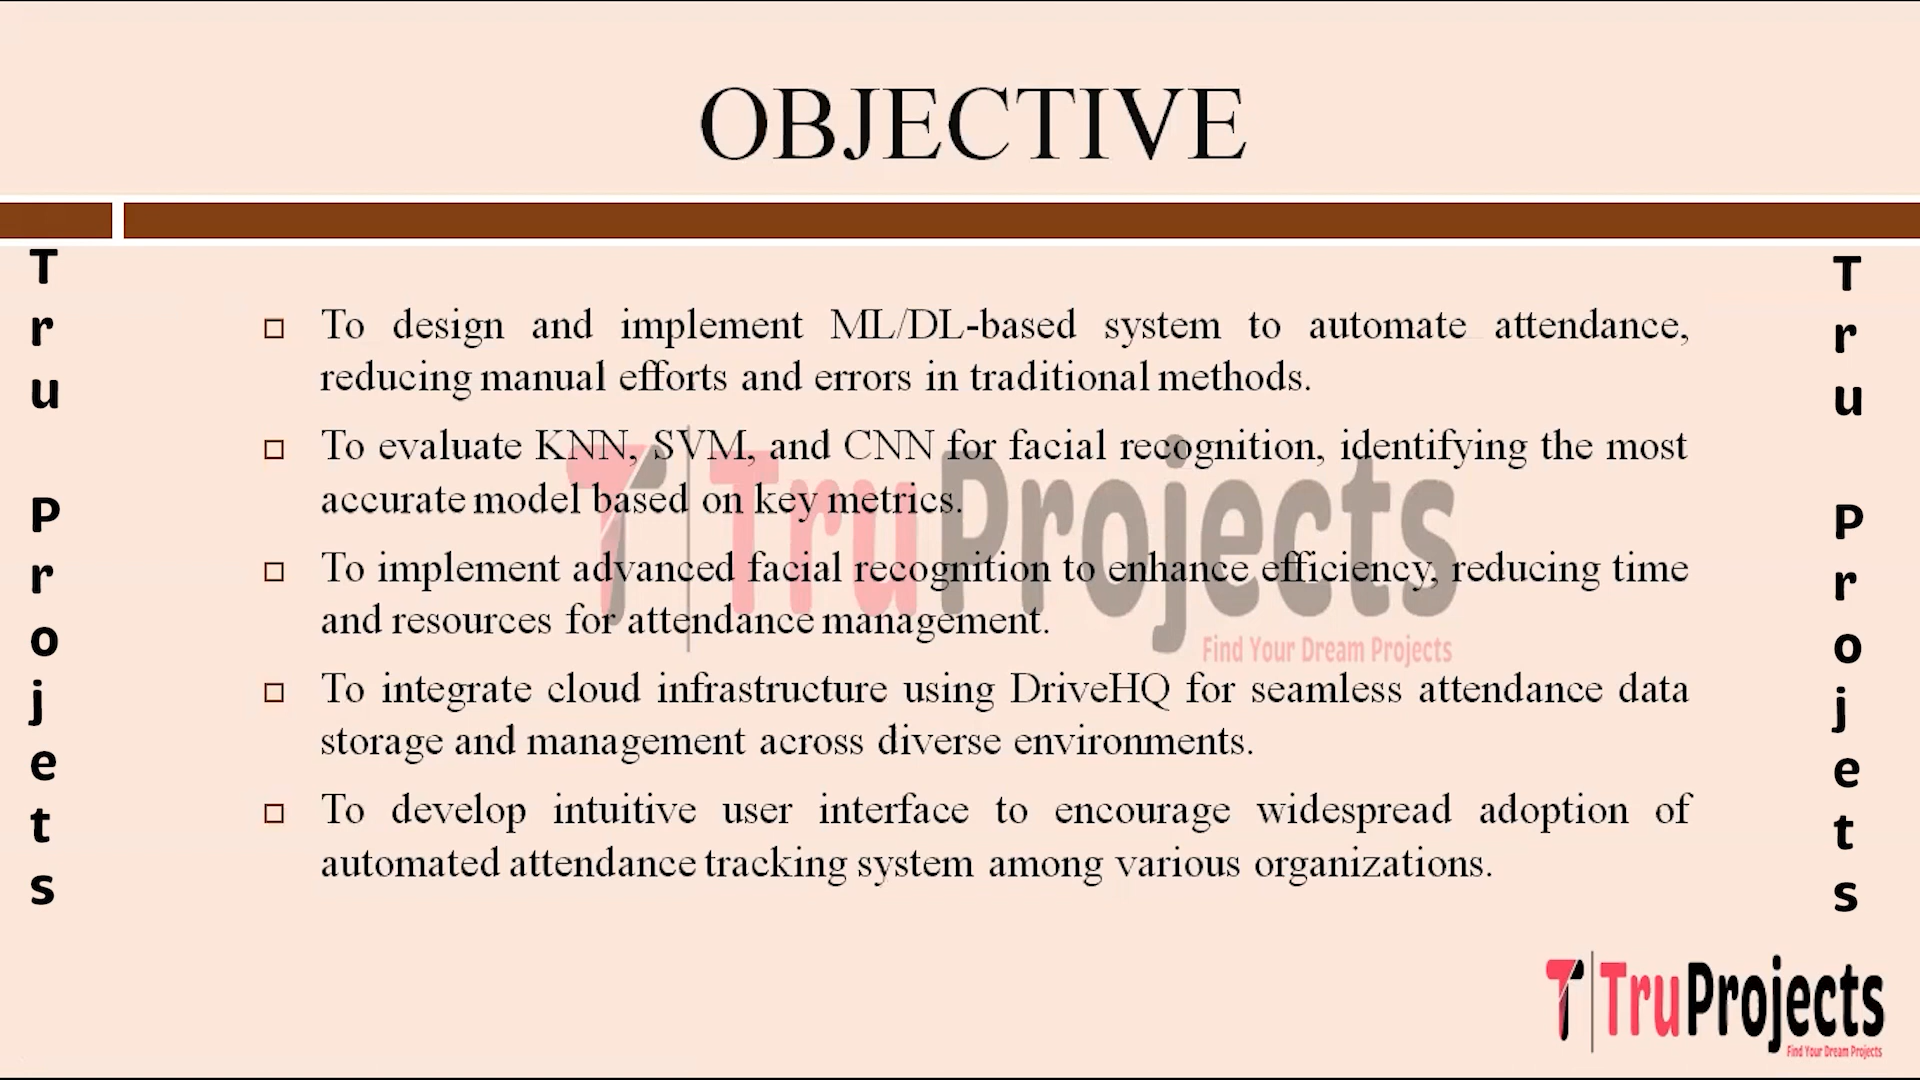 OBJECTIVE
To design and implement ML/DL-based system to automate attendance,
reducing manual efforts and errors in traditional methods.
To evaluate KNN, SVM, and CNN for facial recognition, identifying the most
accurate model based on key metrics.
To implement advanced facial recognition to enhance efficiency, reducing time
and resources for attendance management.
To integrate cloud infrastructure using DriveHQ for seamless attendance data
storage and management across diverse environments.
To develop intuitive user interface to encourage widespread adoption of
automated attendance tracking system among various organizations.
Tru Projets
Tru Projets
TruProjects
Find Your Dream Projects
TruProjects
Find Your Dream Projects